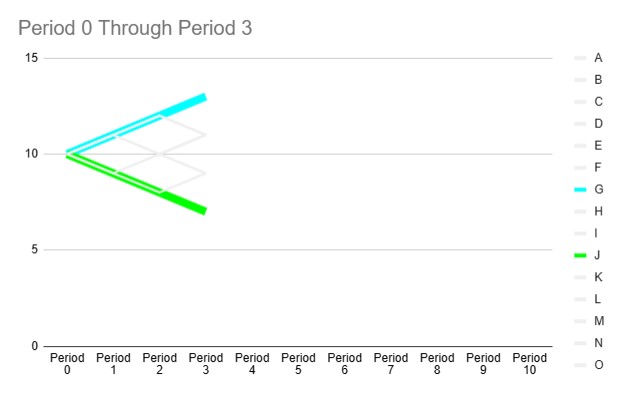 Period 0 Through Period 3
15
10
5
0
Period 0
Period 1
Period 2
Period 3
Period 4
Period 5
Period 6
Period 7
Period 8
Period 9
Period 10
A
B
C
D
E
F
G
H
I
J
K
L
M
N
O